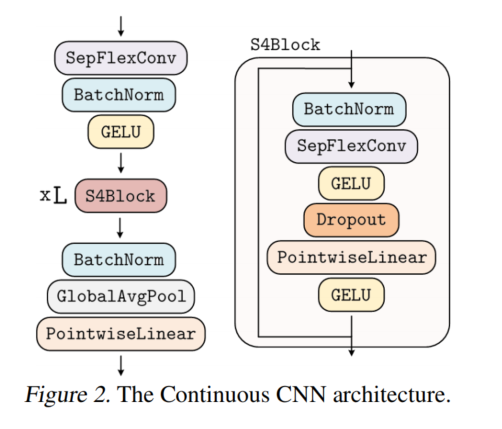 SepFlexConv
BatchNorm
GELU
xL S4Block
BatchNorm
GlobalAvgPool
PointwiseLinear
S4Block
BatchNorm
SepFlexConv
GELU
Dropout
PointwiseLinear
GELU
Figure 2. The Continuous CNN architecture.